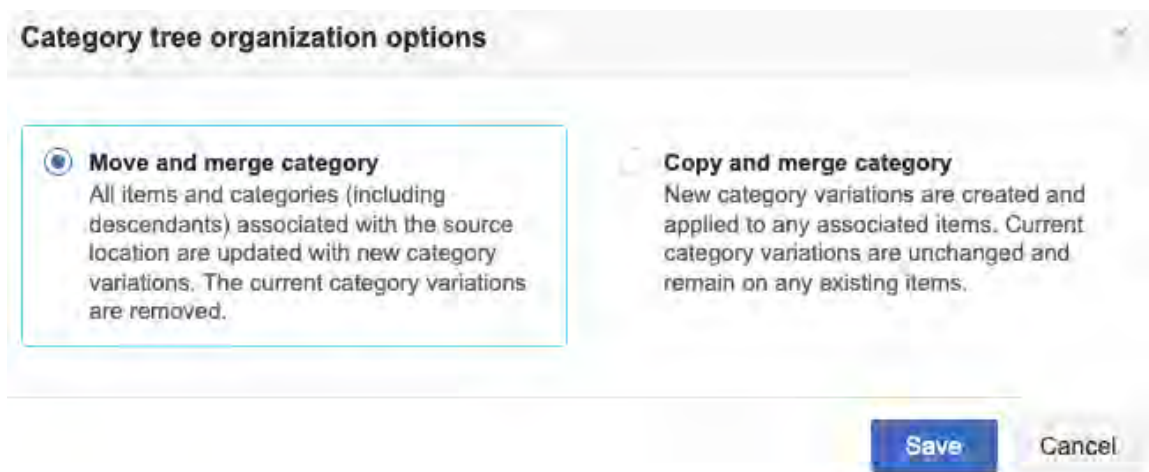 Category tree organization options
Move and merge category
All items and categories (including
descendants) associated with the source
location are updated with new category
variations. The current category variations
are removed.
Copy and merge category
New category variations are created and
applied to any associated items. Current
category variations are unchanged and
remain on any existing items.
Save
Cancel